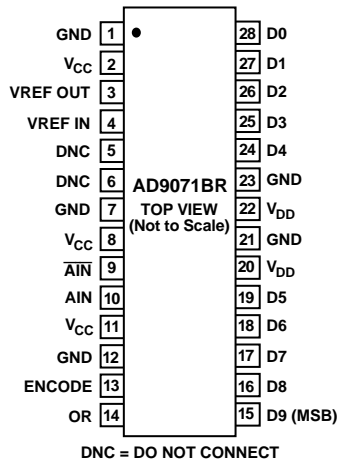 GND 1 28 D0
VCC 2 27 D1
VREF OUT 3 26 D2
VREF IN 4 25 D3
DNC 5 24 D4
DNC 6 AD9071BR 23 GND
GND 7 TOP VIEW 22 VDD
(Not to Scale)
VCC 8 21 GND
A̅I̅N̅ 9 20 VDD
AIN 10 19 D5
VCC 11 18 D6
GND 12 17 D7
ENCODE 13 16 D8
OR 14 15 D9 (MSB)
DNC = DO NOT CONNECT